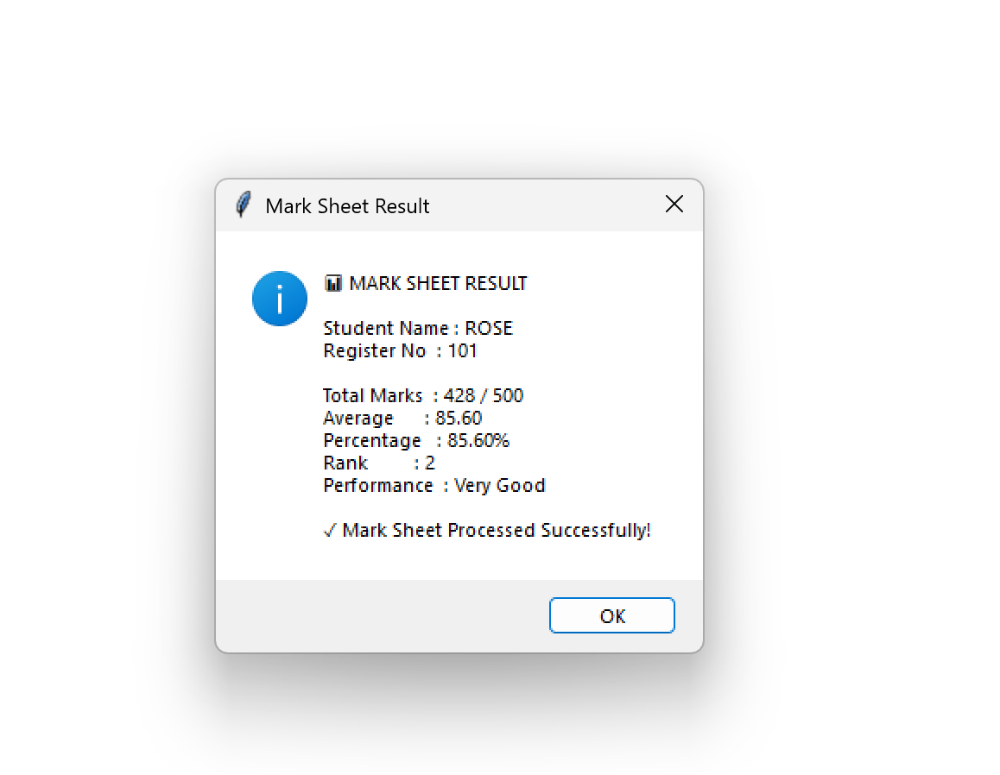 Mark Sheet Result
📊 MARK SHEET RESULT
Student Name : ROSE
Register No  : 101
Total Marks  : 428 / 500
Average      : 85.60
Percentage   : 85.60%
Rank         : 2
Performance  : Very Good
✓ Mark Sheet Processed Successfully!
OK